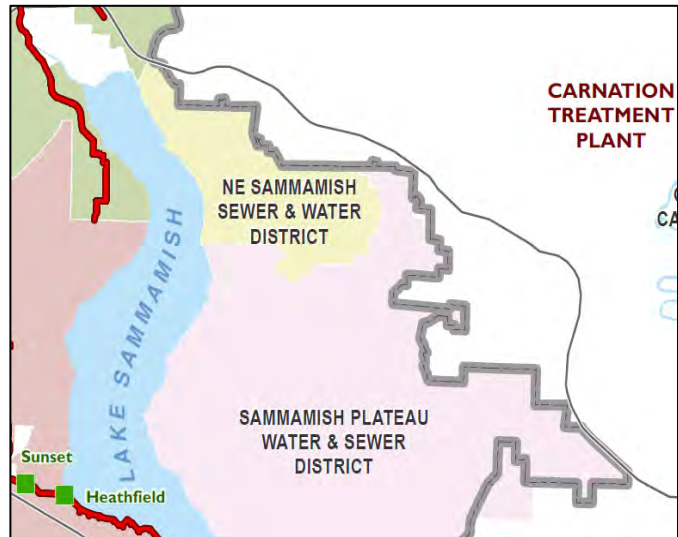 CARNATION
TREATMENT
PLANT
NE SAMMAMISH
SEWER & WATER
DISTRICT
LAKE SAMMAMISH
SAMMAMISH PLATEAU
WATER & SEWER
DISTRICT
Sunset
Heathfield